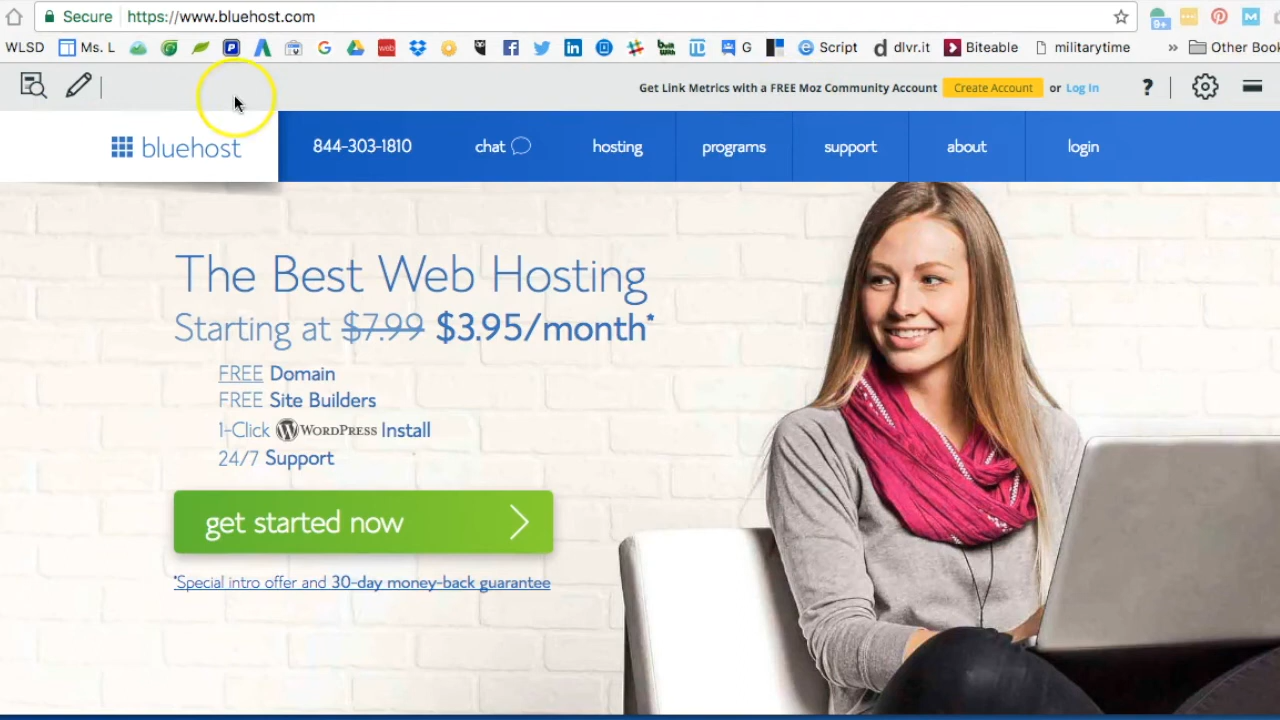 Secure https://www.bluehost.com
WLSD Ms. L G Script dlvr.it Biteable militarytime » Other Book
Get Link Metrics with a FREE Moz Community Account Create Account or Log In ?
bluehost 844-303-1810 chat hosting programs support about login
The Best Web Hosting
Starting at $7.99 $3.95/month*
FREE Domain
FREE Site Builders
1-Click WORDPRESS Install
24/7 Support
get started now
*Special intro offer and 30-day money-back guarantee